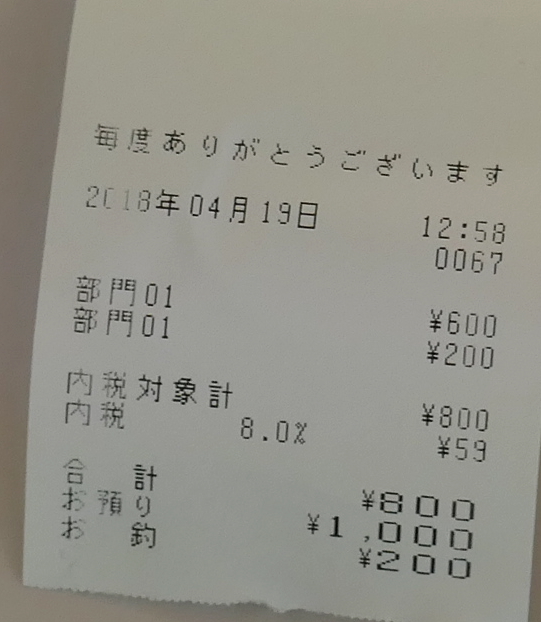 毎度ありがとうございます
2018年04月19日 12:58
0067
部門01 ¥600
部門01 ¥200
内税対象計 ¥800
内税 8.0% ¥59
合計 ¥800
お預り ¥1,000
お釣 ¥200